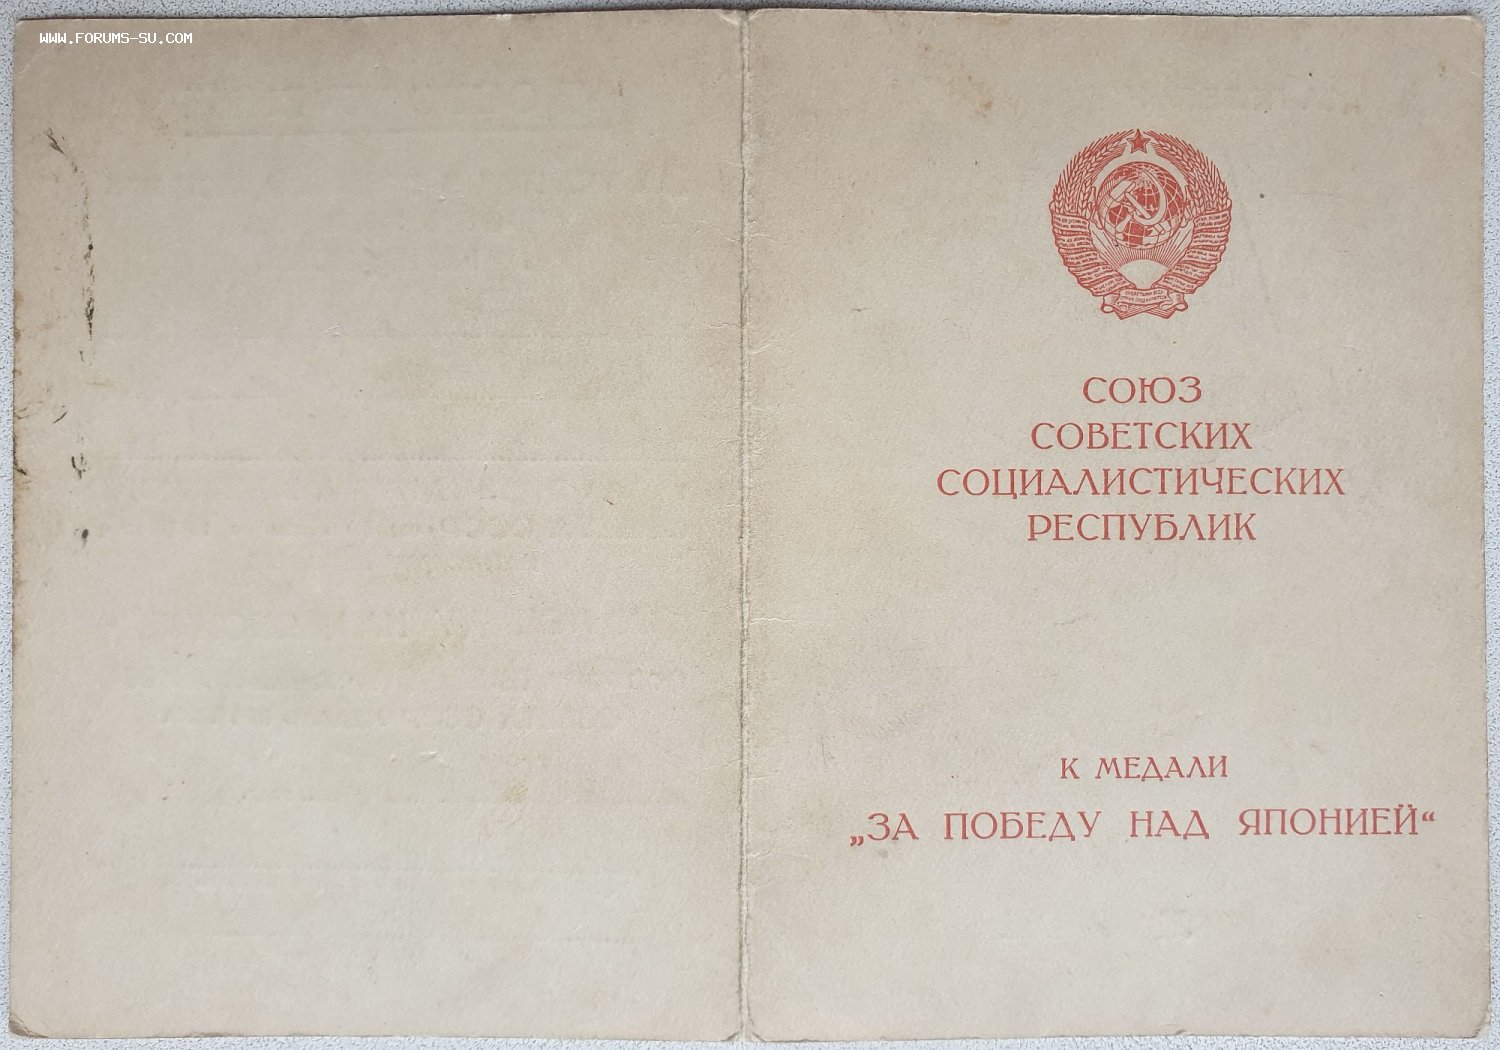 WWW.FORUMS-SU.COM
СОЮЗ
СОВЕТСКИХ
СОЦИАЛИСТИЧЕСКИХ
РЕСПУБЛИК
К МЕДАЛИ
„ЗА ПОБЕДУ НАД ЯПОНИЕЙ“